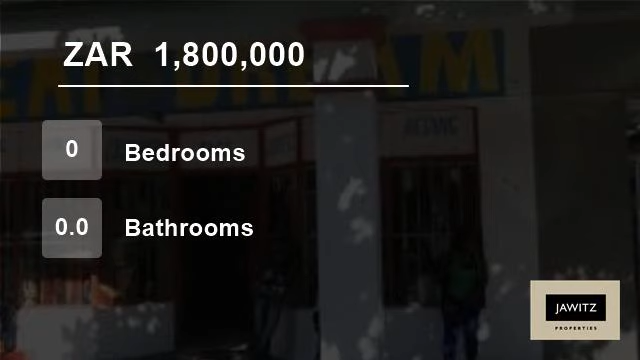 ZAR 1,800,000
0
Bedrooms
0.0
Bathrooms
JAWITZ
PROPERTIES